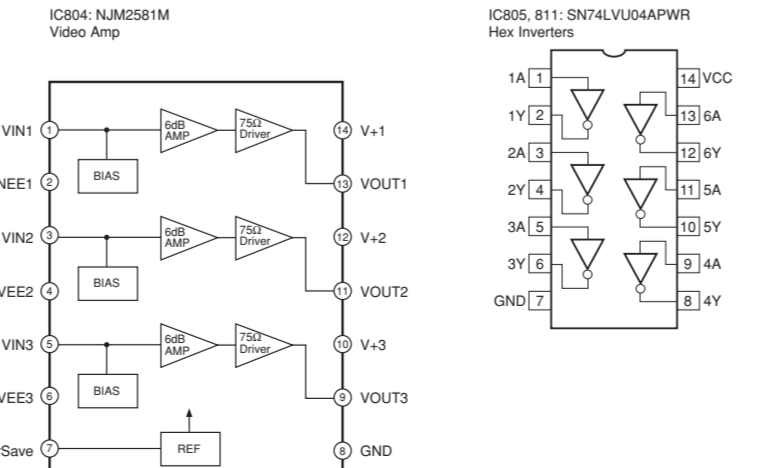 IC804: NJM2581M
Video Amp
VIN1 1
6dB
AMP
75Ω
Driver
14 V+1
BIAS
NEE1 2
13 VOUT1
VIN2 3
6dB
AMP
75Ω
Driver
12 V+2
BIAS
VEE2 4
11 VOUT2
VIN3 5
6dB
AMP
75Ω
Driver
10 V+3
BIAS
VEE3 6
9 VOUT3
Save 7
REF
8 GND
IC805, 811: SN74LVU04APWR
Hex Inverters
1A 1
14 VCC
1Y 2
13 6A
2A 3
12 6Y
2Y 4
11 5A
3A 5
10 5Y
3Y 6
9 4A
GND 7
8 4Y